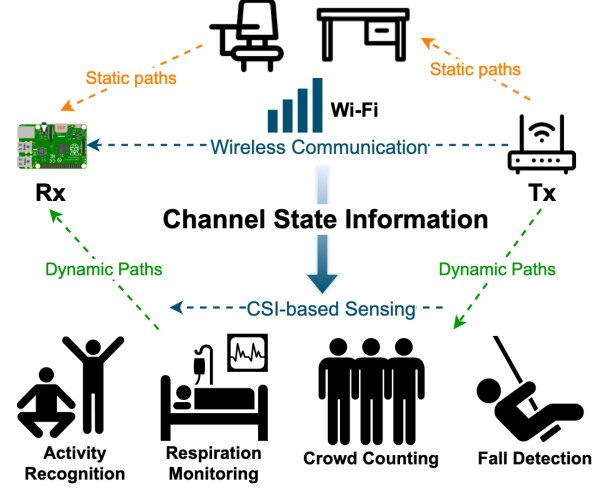 Static paths
Static paths
Wi-Fi
Wireless Communication
Rx
Tx
Channel State Information
Dynamic Paths
Dynamic Paths
CSI-based Sensing
Activity
Recognition
Respiration
Monitoring
Crowd Counting
Fall Detection